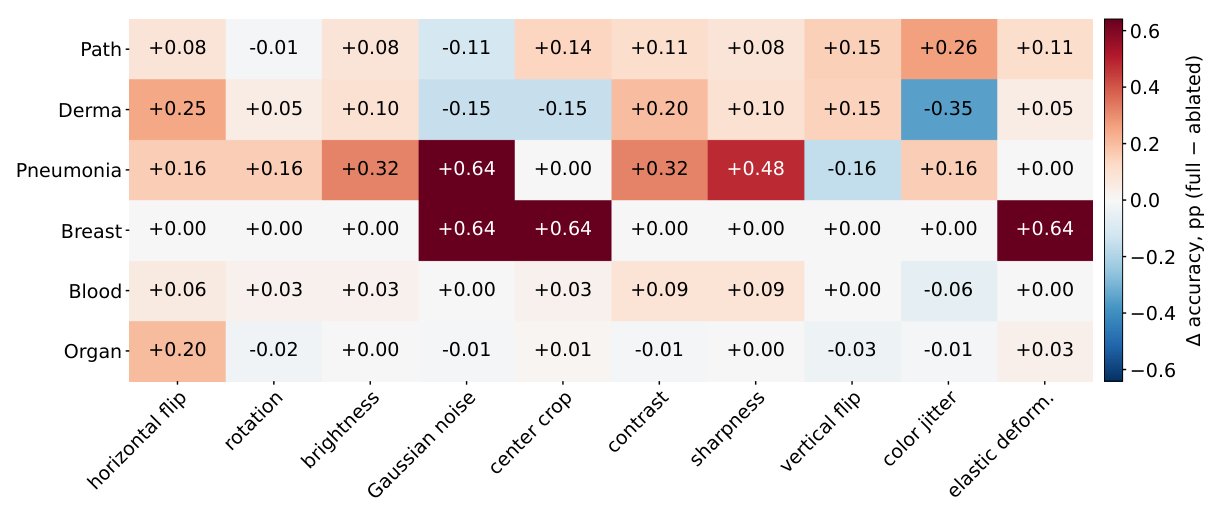 Path +0.08 -0.01 +0.08 -0.11 +0.14 +0.11 +0.08 +0.15 +0.26 +0.11
Derma +0.25 +0.05 +0.10 -0.15 -0.15 +0.20 +0.10 +0.15 -0.35 +0.05
Pneumonia +0.16 +0.16 +0.32 +0.64 +0.00 +0.32 +0.48 -0.16 +0.16 +0.00
Breast +0.00 +0.00 +0.00 +0.64 +0.64 +0.00 +0.00 +0.00 +0.00 +0.64
Blood +0.06 +0.03 +0.03 +0.00 +0.03 +0.09 +0.09 +0.00 -0.06 +0.00
Organ +0.20 -0.02 +0.00 -0.01 +0.01 -0.01 +0.00 -0.03 -0.01 +0.03
horizontal flip
rotation
brightness
Gaussian noise
center crop
contrast
sharpness
vertical flip
color jitter
elastic deform.
0.6
0.4
0.2
0.0
−0.2
−0.4
−0.6
Δ accuracy, pp (full − ablated)